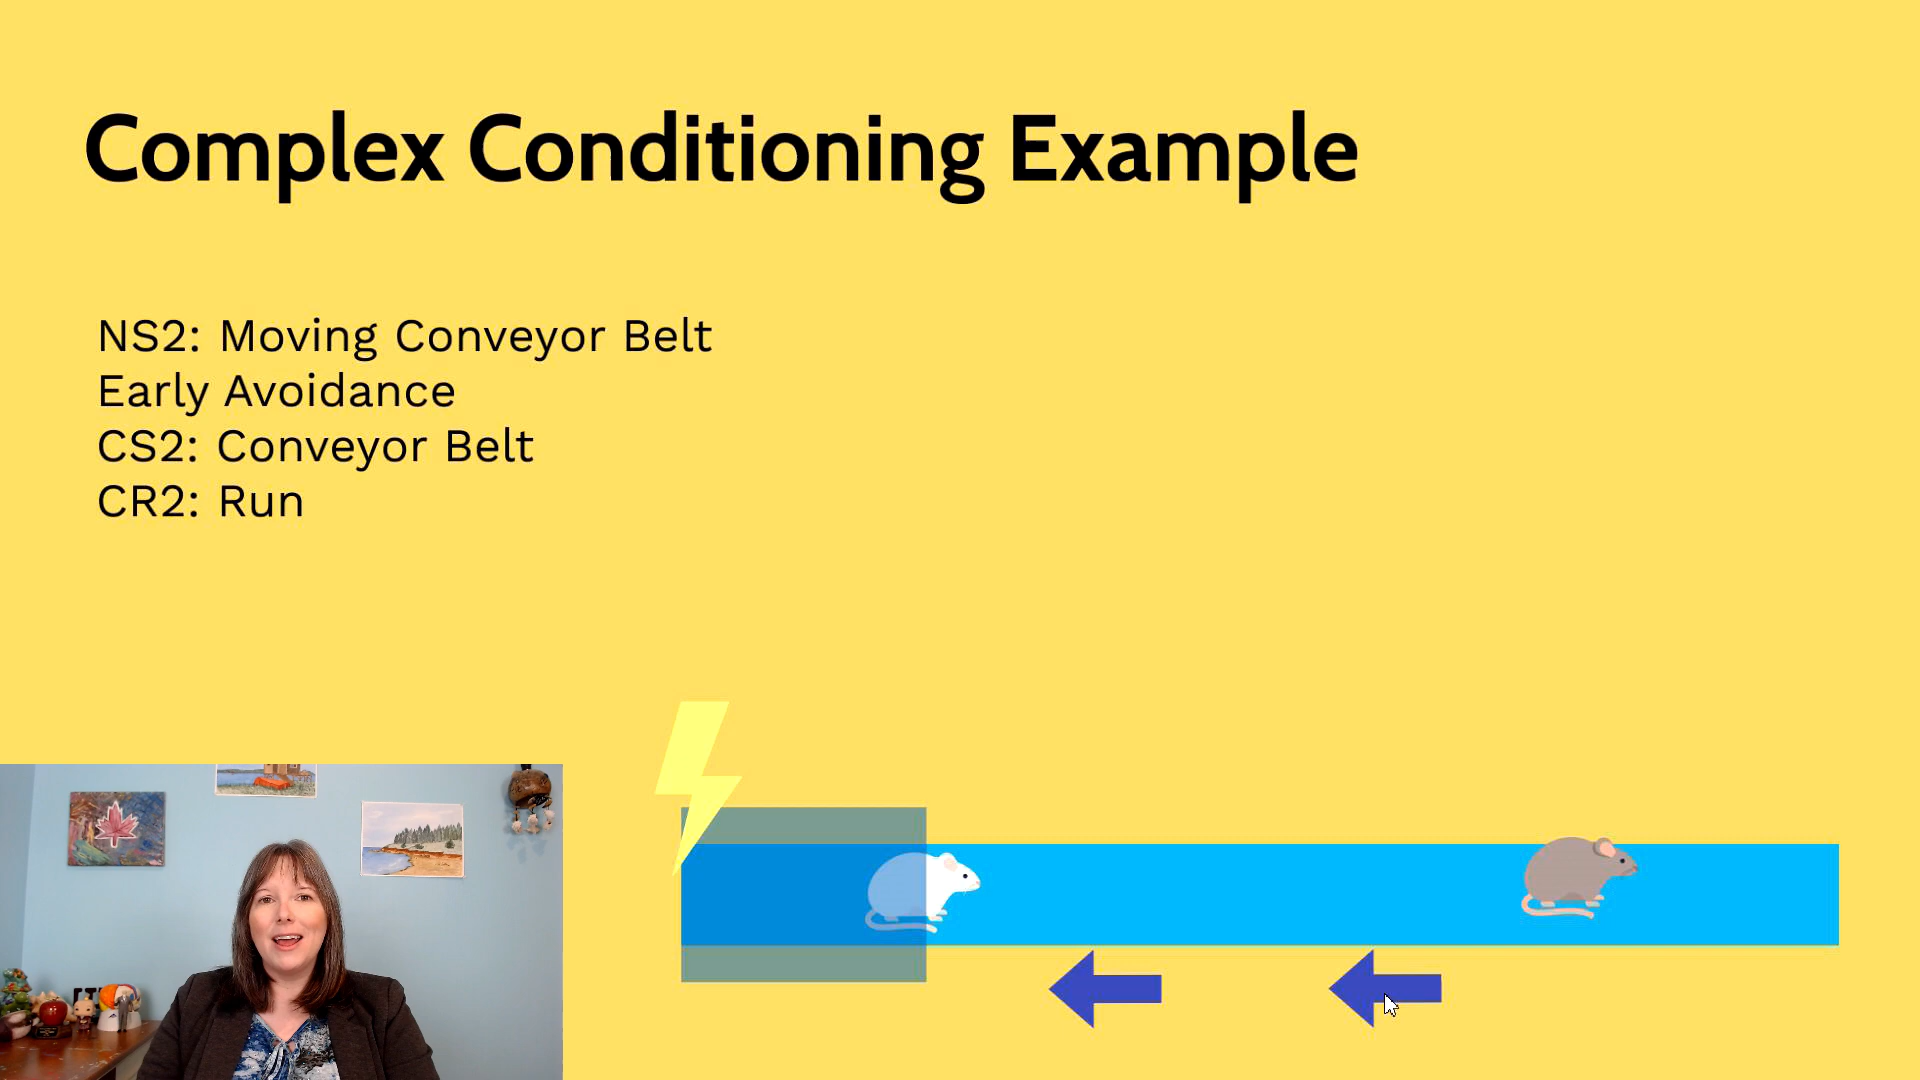 Complex Conditioning Example
NS2: Moving Conveyor Belt
Early Avoidance
CS2: Conveyor Belt
CR2: Run